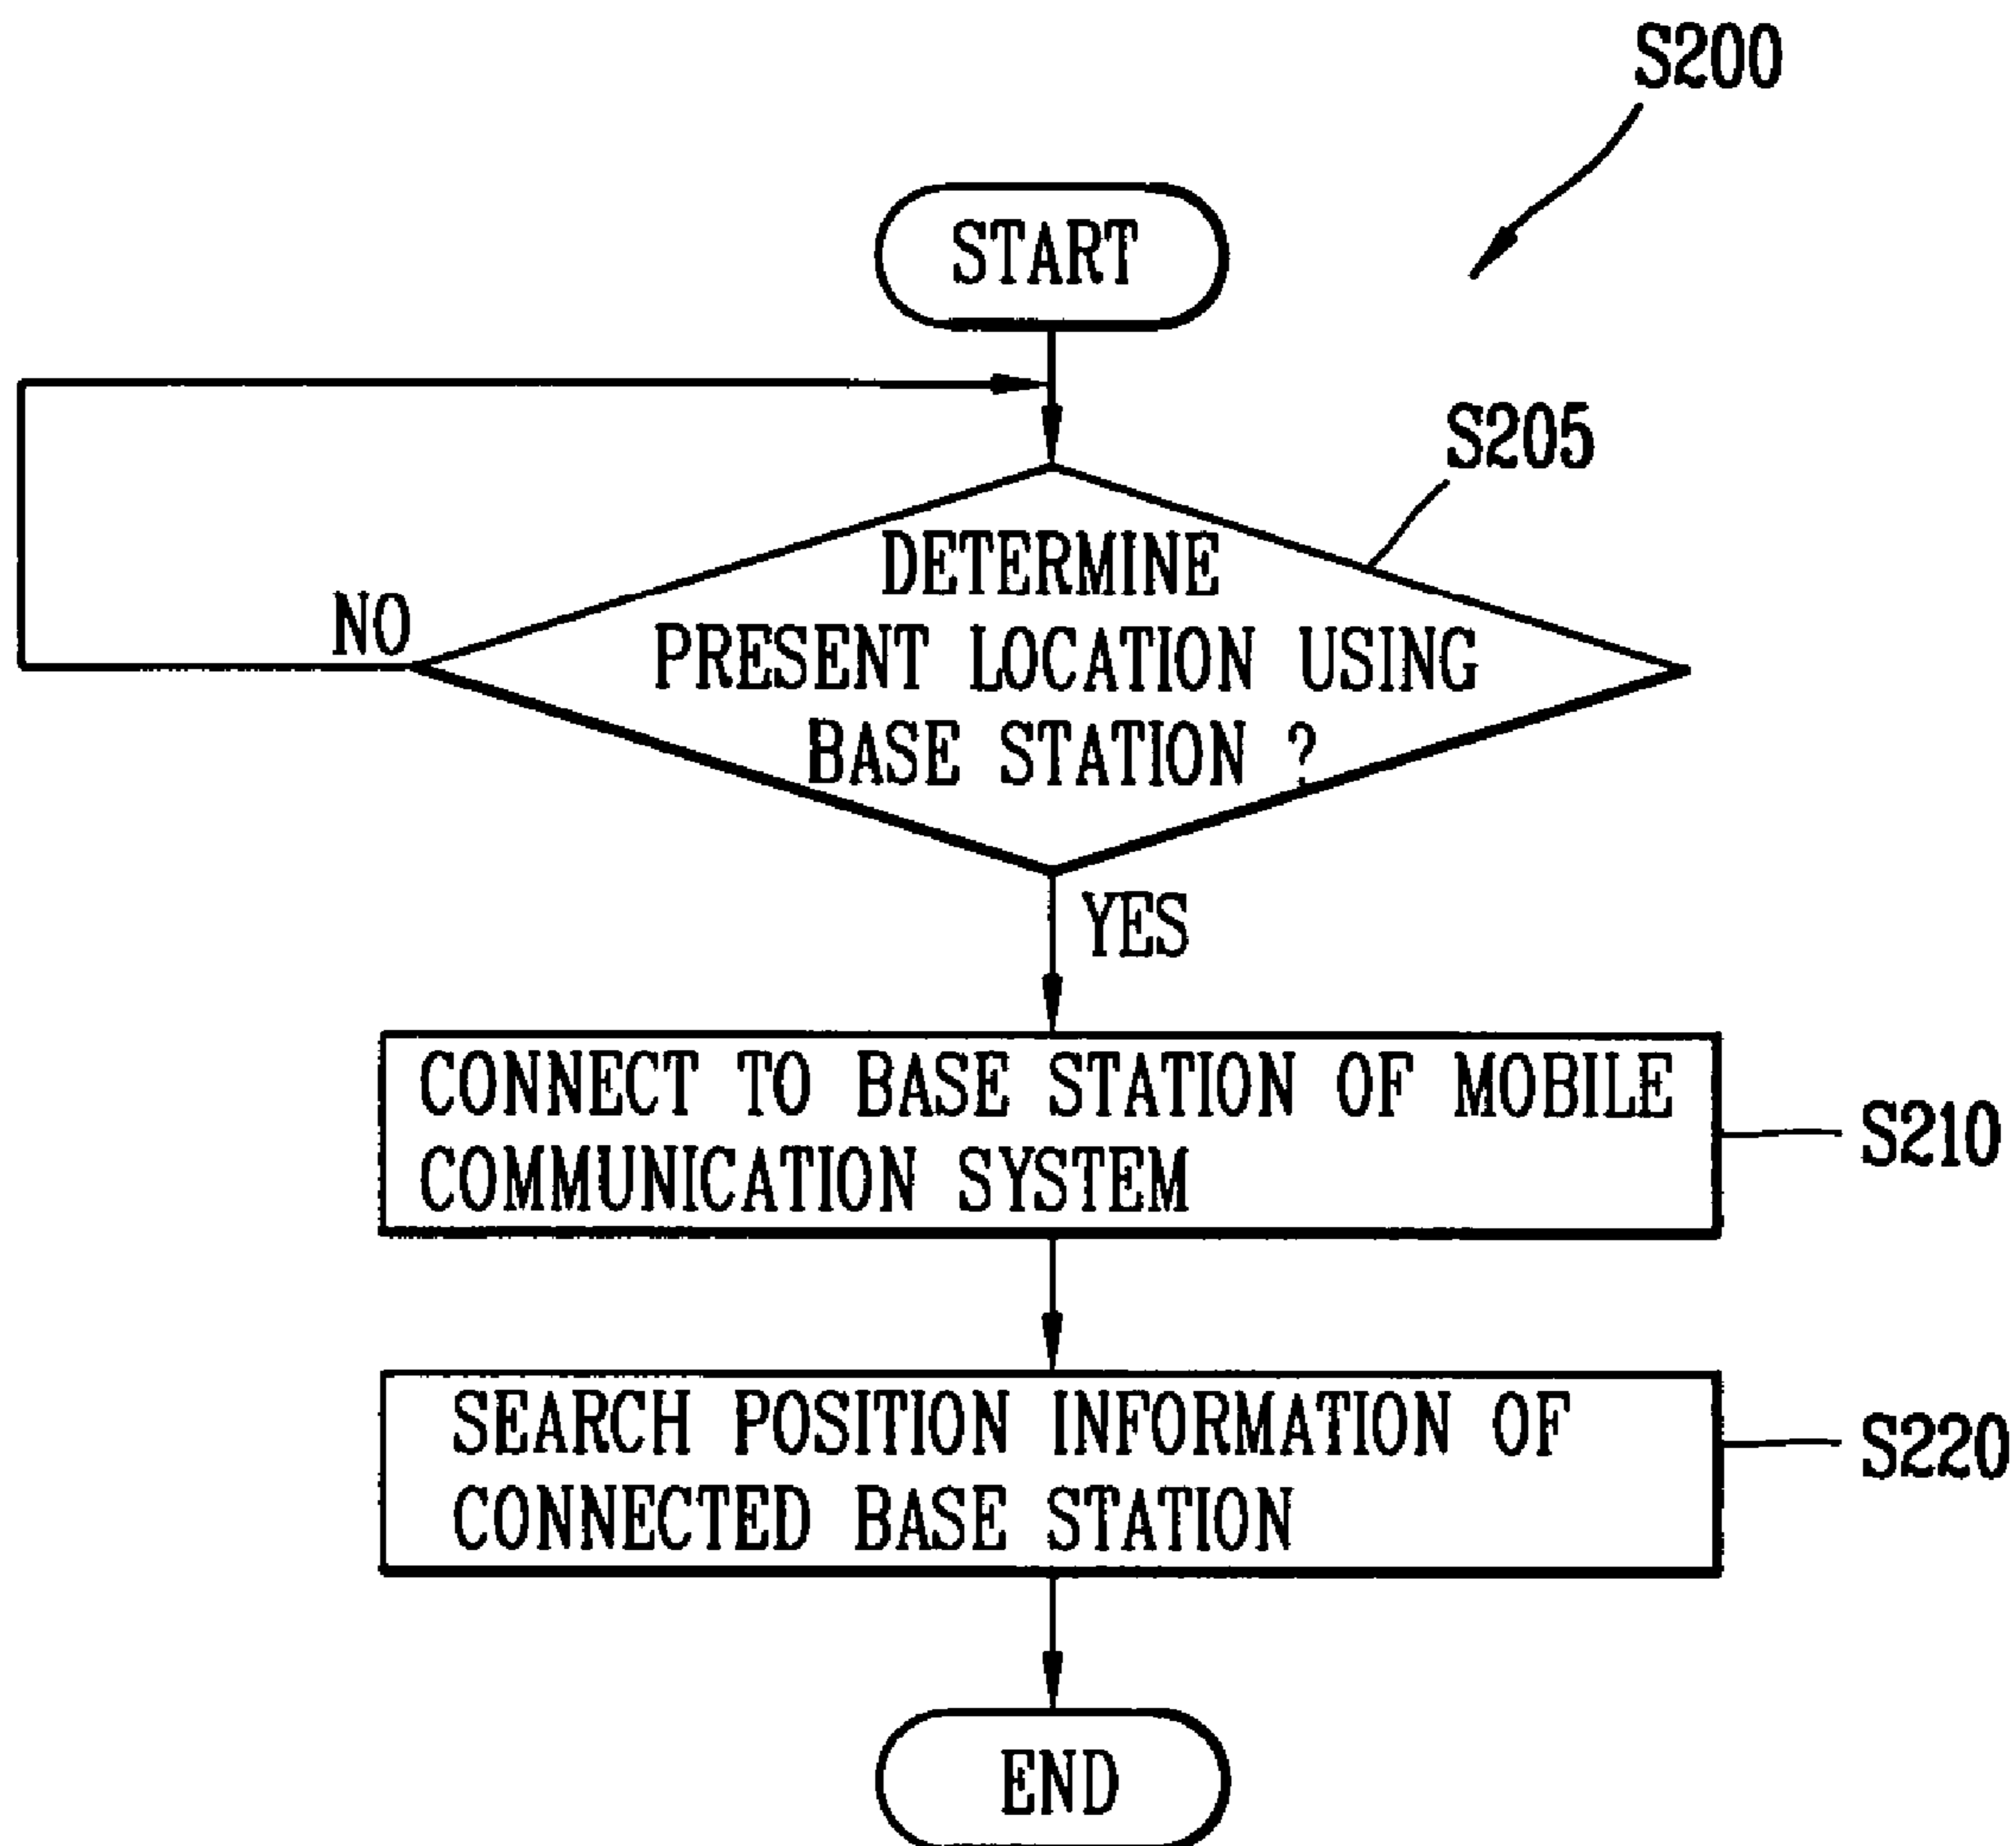 S200
START
S205
DETERMINE
PRESENT LOCATION USING
BASE STATION ?
NO
YES
CONNECT TO BASE STATION OF MOBILE
COMMUNICATION SYSTEM
S210
SEARCH POSITION INFORMATION OF
CONNECTED BASE STATION
S220
END